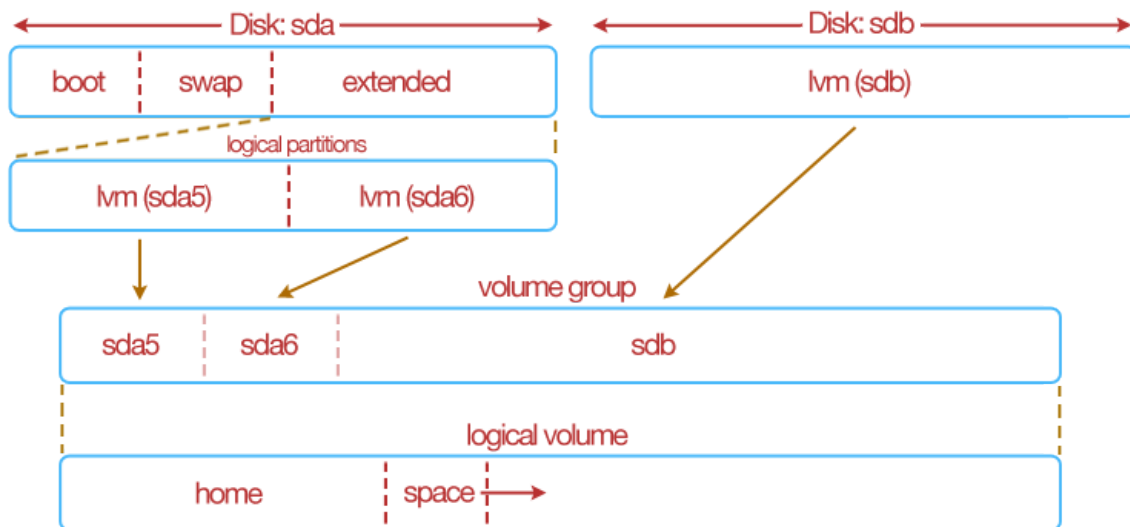 Disk: sda
Disk: sdb
boot swap extended
lvm (sdb)
logical partitions
lvm (sda5) lvm (sda6)
volume group
sda5 sda6 sdb
logical volume
home space